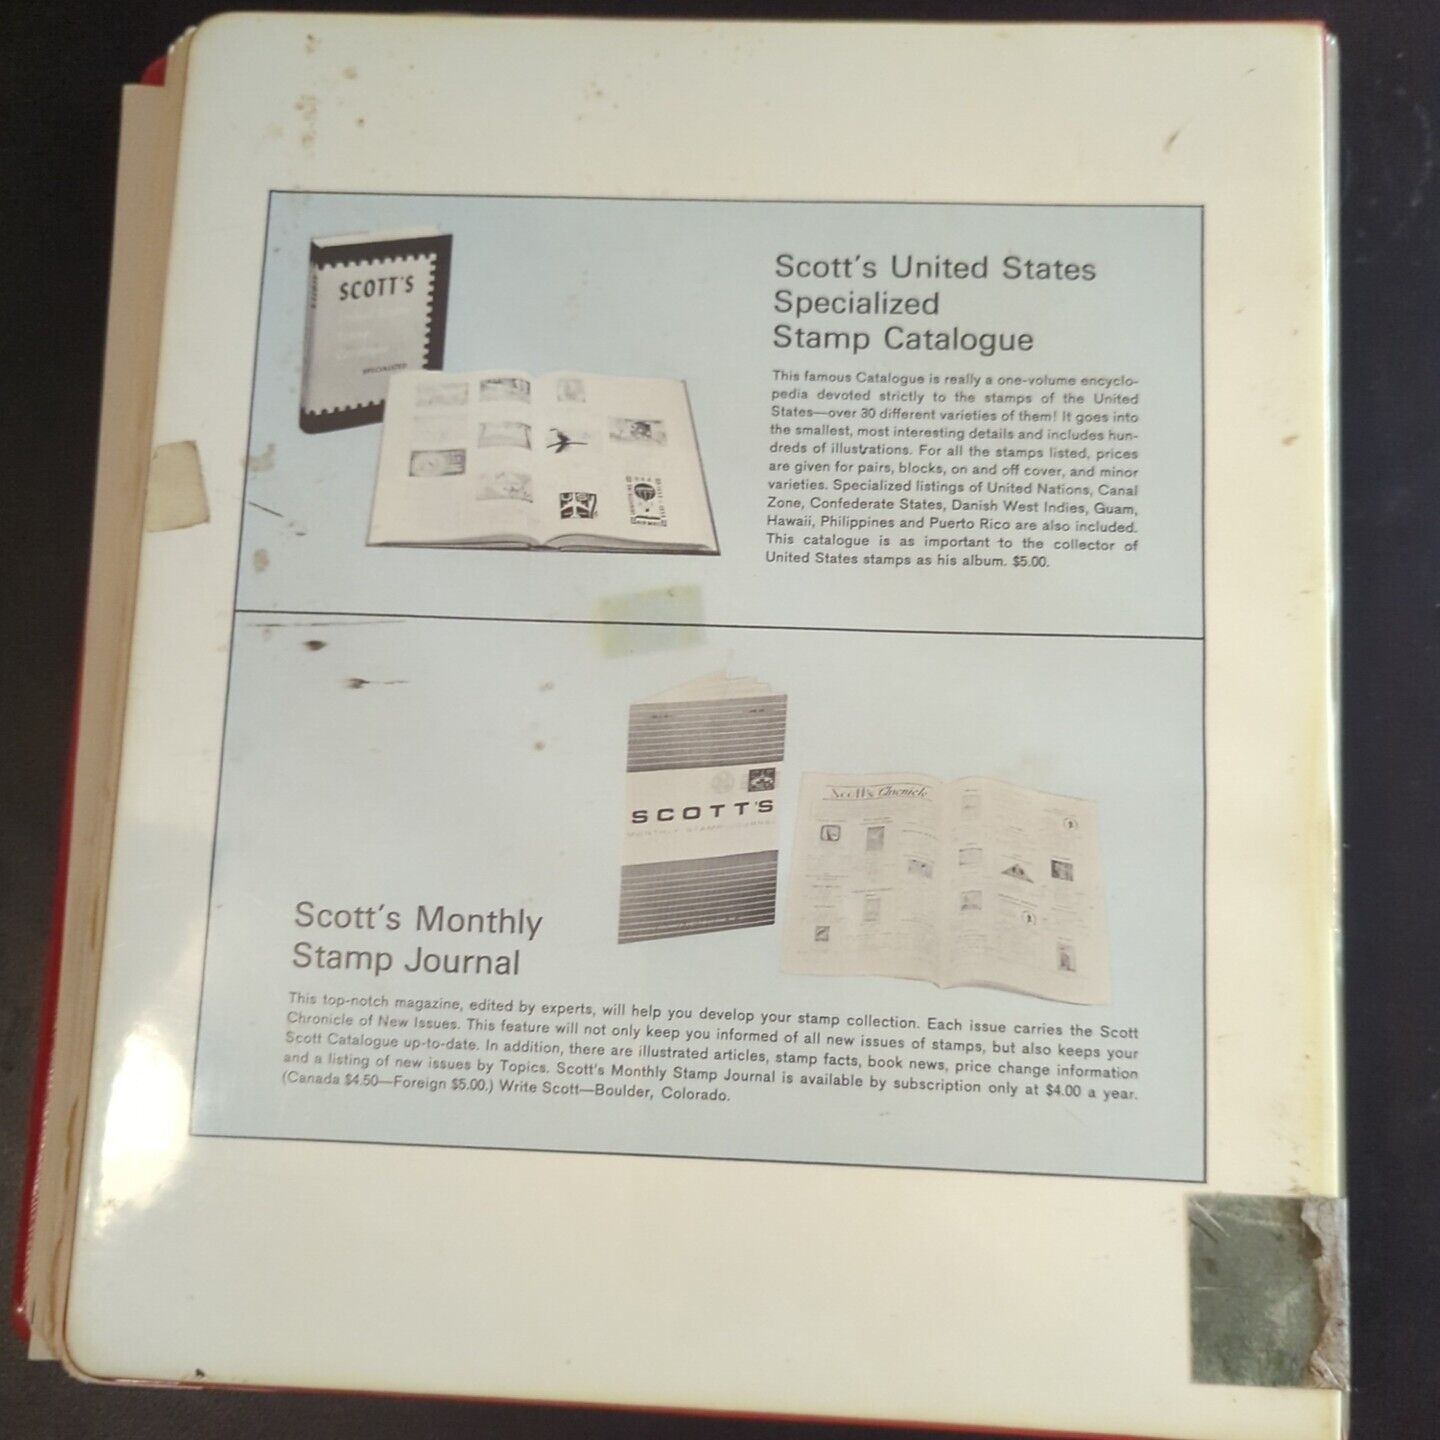 SCOTT'S
SPECIALIZED
Scott's United States
Specialized
Stamp Catalogue
This famous Catalogue is really a one-volume encyclo-
pedia devoted strictly to the stamps of the United
States—over 30 different varieties of them! It goes into
the smallest, most interesting details and includes hun-
dreds of illustrations. For all the stamps listed, prices
are given for pairs, blocks, on and off cover, and minor
varieties. Specialized listings of United Nations, Canal
Zone, Confederate States, Danish West Indies, Guam,
Hawaii, Philippines and Puerto Rico are also included.
This catalogue is as important to the collector of
United States stamps as his album. $5.00.
SCOTT'S
MONTHLY STAMP JOURNAL
Scott's Chronicle
Scott's Monthly
Stamp Journal
This top-notch magazine, edited by experts, will help you develop your stamp collection. Each issue carries the Scott
Chronicle of New Issues. This feature will not only keep you informed of all new issues of stamps, but also keeps your
Scott Catalogue up-to-date. In addition, there are illustrated articles, stamp facts, book news, price change information
and a listing of new issues by Topics. Scott's Monthly Stamp Journal is available by subscription only at $4.00 a year.
(Canada $4.50—Foreign $5.00.) Write Scott—Boulder, Colorado.